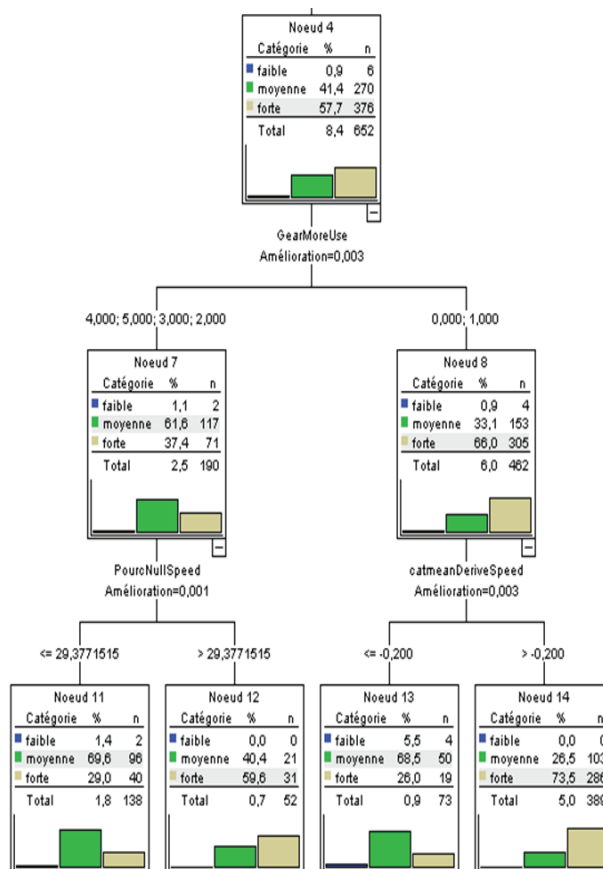 Noeud 4
Catégorie % n
faible 0,9 6
moyenne 41,4 270
forte 57,7 376
Total 8,4 652
GearMoreUse
Amélioration=0,003
4,000; 5,000; 3,000; 2,000
0,000; 1,000
Noeud 7
Catégorie % n
faible 1,1 2
moyenne 61,6 117
forte 37,4 71
Total 2,5 190
Noeud 8
Catégorie % n
faible 0,9 4
moyenne 33,1 153
forte 66,0 305
Total 6,0 462
PourcNullSpeed
Amélioration=0,001
catmeanDeriveSpeed
Amélioration=0,003
<= 29,3771515
> 29,3771515
<= -0,200
> -0,200
Noeud 11
Catégorie % n
faible 1,4 2
moyenne 69,6 96
forte 29,0 40
Total 1,8 138
Noeud 12
Catégorie % n
faible 0,0 0
moyenne 40,4 21
forte 59,6 31
Total 0,7 52
Noeud 13
Catégorie % n
faible 5,5 4
moyenne 68,5 50
forte 26,0 19
Total 0,9 73
Noeud 14
Catégorie % n
faible 0,0 0
moyenne 26,5 103
forte 73,5 286
Total 5,0 389